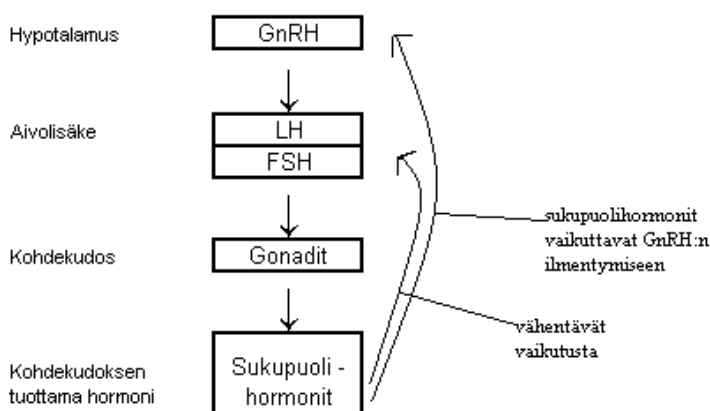 Hypotalamus
GnRH
Aivolisäke
LH
FSH
sukupuolihormonit
vaikuttavat GnRH:n
ilmentymiseen
Kohdekudos
Gonadit
vähentävät
vaikutusta
Kohdekudoksen
tuottama hormoni
Sukupuoli -
hormonit